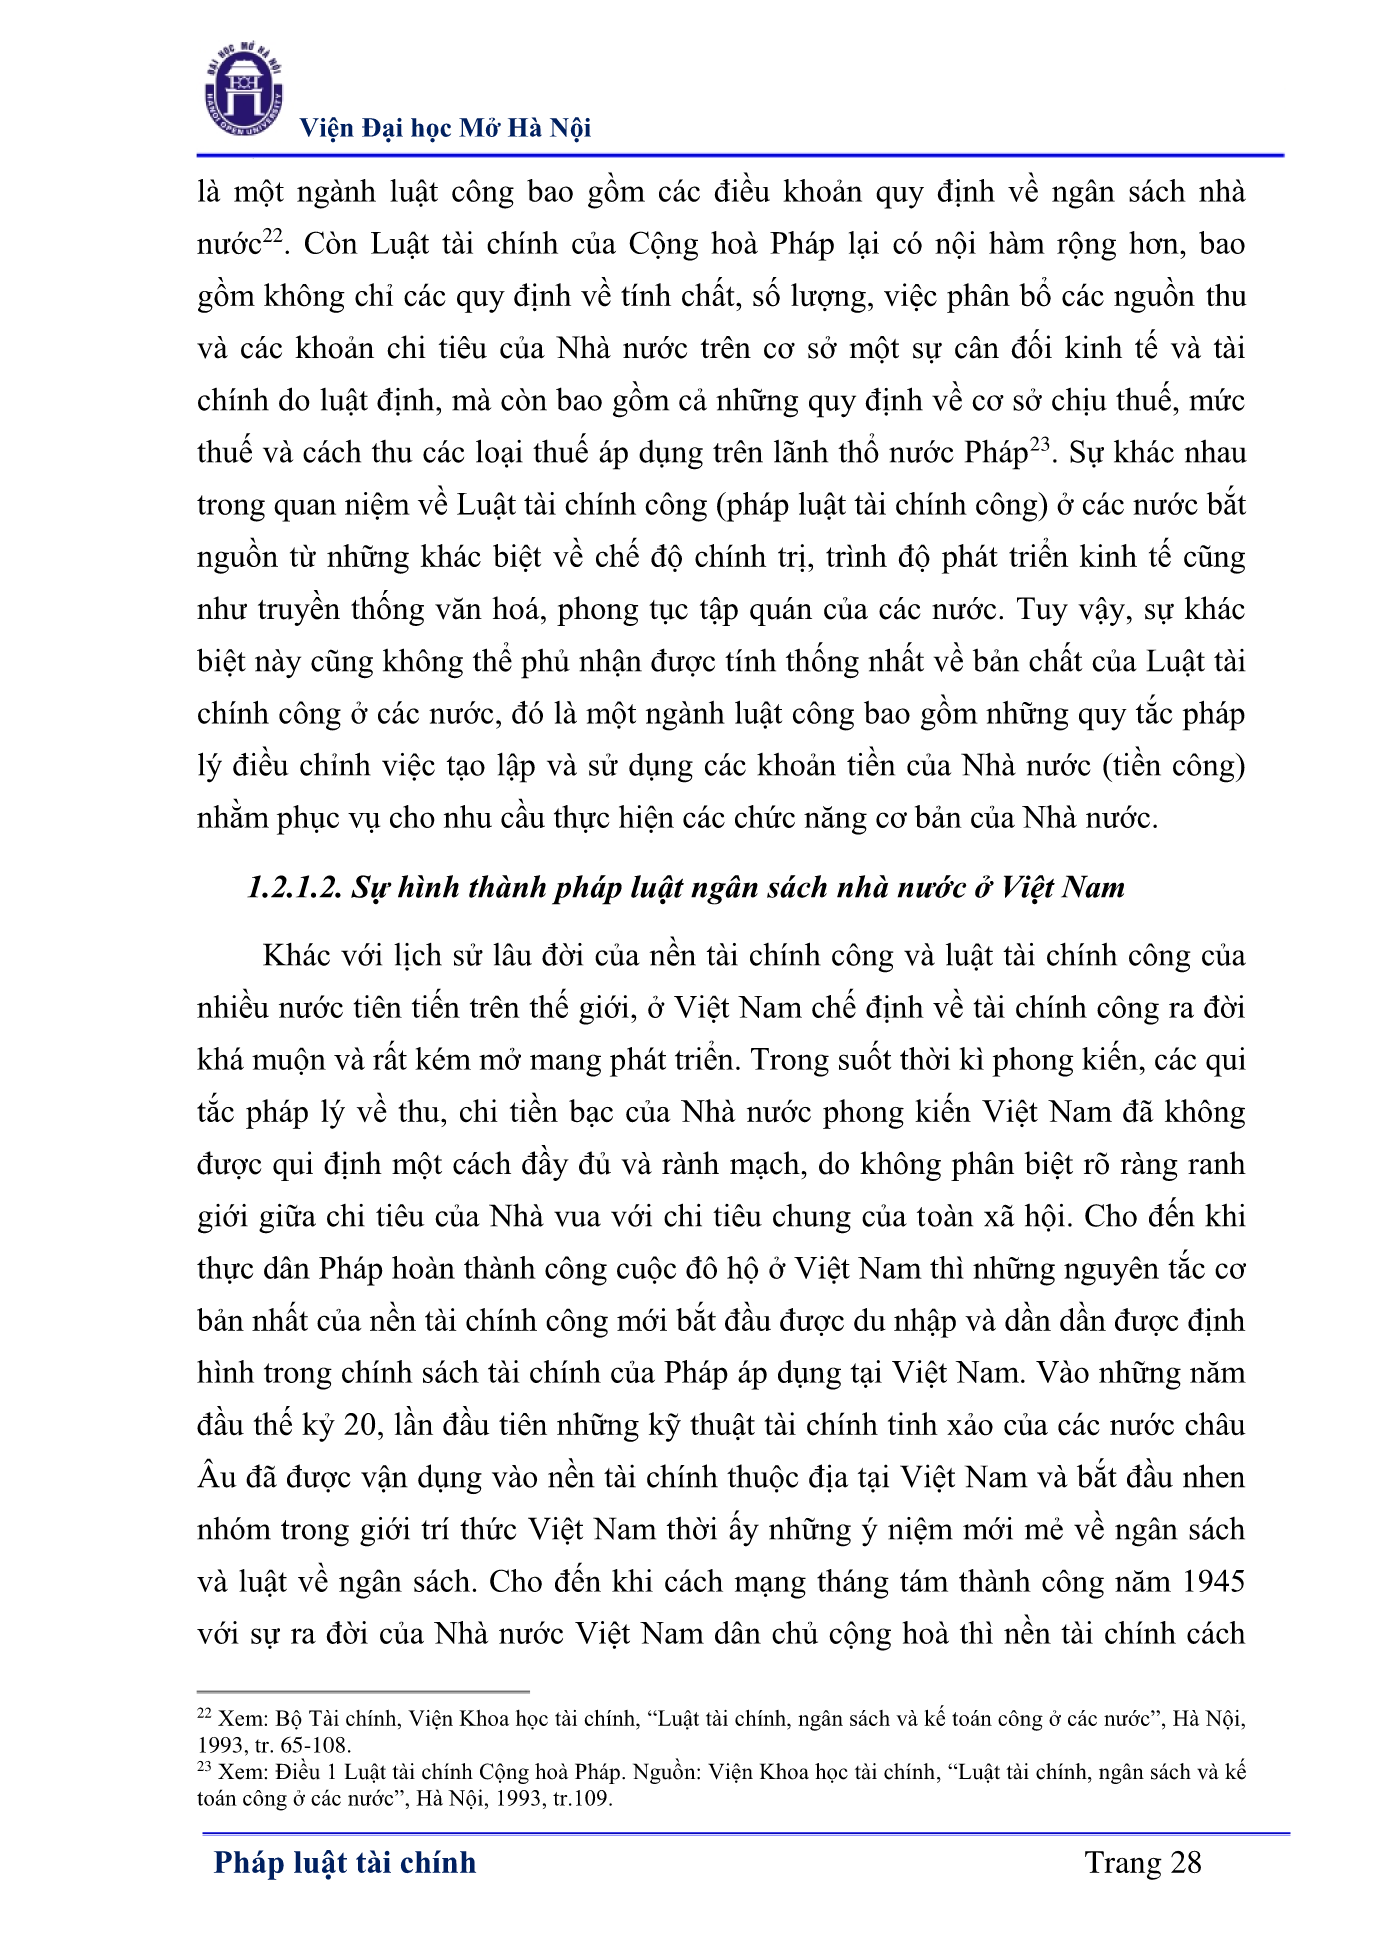 ĐẠI HỌC MỞ HÀ NỘI
HANOI OPEN UNIVERSITY
Viện Đại học Mở Hà Nội
là một ngành luật công bao gồm các điều khoản quy định về ngân sách nhà
nước22. Còn Luật tài chính của Cộng hoà Pháp lại có nội hàm rộng hơn, bao
gồm không chỉ các quy định về tính chất, số lượng, việc phân bổ các nguồn thu
và các khoản chi tiêu của Nhà nước trên cơ sở một sự cân đối kinh tế và tài
chính do luật định, mà còn bao gồm cả những quy định về cơ sở chịu thuế, mức
thuế và cách thu các loại thuế áp dụng trên lãnh thổ nước Pháp23. Sự khác nhau
trong quan niệm về Luật tài chính công (pháp luật tài chính công) ở các nước bắt
nguồn từ những khác biệt về chế độ chính trị, trình độ phát triển kinh tế cũng
như truyền thống văn hoá, phong tục tập quán của các nước. Tuy vậy, sự khác
biệt này cũng không thể phủ nhận được tính thống nhất về bản chất của Luật tài
chính công ở các nước, đó là một ngành luật công bao gồm những quy tắc pháp
lý điều chỉnh việc tạo lập và sử dụng các khoản tiền của Nhà nước (tiền công)
nhằm phục vụ cho nhu cầu thực hiện các chức năng cơ bản của Nhà nước.
1.2.1.2. Sự hình thành pháp luật ngân sách nhà nước ở Việt Nam
Khác với lịch sử lâu đời của nền tài chính công và luật tài chính công của
nhiều nước tiên tiến trên thế giới, ở Việt Nam chế định về tài chính công ra đời
khá muộn và rất kém mở mang phát triển. Trong suốt thời kì phong kiến, các qui
tắc pháp lý về thu, chi tiền bạc của Nhà nước phong kiến Việt Nam đã không
được qui định một cách đầy đủ và rành mạch, do không phân biệt rõ ràng ranh
giới giữa chi tiêu của Nhà vua với chi tiêu chung của toàn xã hội. Cho đến khi
thực dân Pháp hoàn thành công cuộc đô hộ ở Việt Nam thì những nguyên tắc cơ
bản nhất của nền tài chính công mới bắt đầu được du nhập và dần dần được định
hình trong chính sách tài chính của Pháp áp dụng tại Việt Nam. Vào những năm
đầu thế kỷ 20, lần đầu tiên những kỹ thuật tài chính tinh xảo của các nước châu
Âu đã được vận dụng vào nền tài chính thuộc địa tại Việt Nam và bắt đầu nhen
nhóm trong giới trí thức Việt Nam thời ấy những ý niệm mới mẻ về ngân sách
và luật về ngân sách. Cho đến khi cách mạng tháng tám thành công năm 1945
với sự ra đời của Nhà nước Việt Nam dân chủ cộng hoà thì nền tài chính cách
22 Xem: Bộ Tài chính, Viện Khoa học tài chính, “Luật tài chính, ngân sách và kế toán công ở các nước”, Hà Nội,
1993, tr. 65-108.
23 Xem: Điều 1 Luật tài chính Cộng hoà Pháp. Nguồn: Viện Khoa học tài chính, “Luật tài chính, ngân sách và kế
toán công ở các nước”, Hà Nội, 1993, tr.109.
Pháp luật tài chính Trang 28